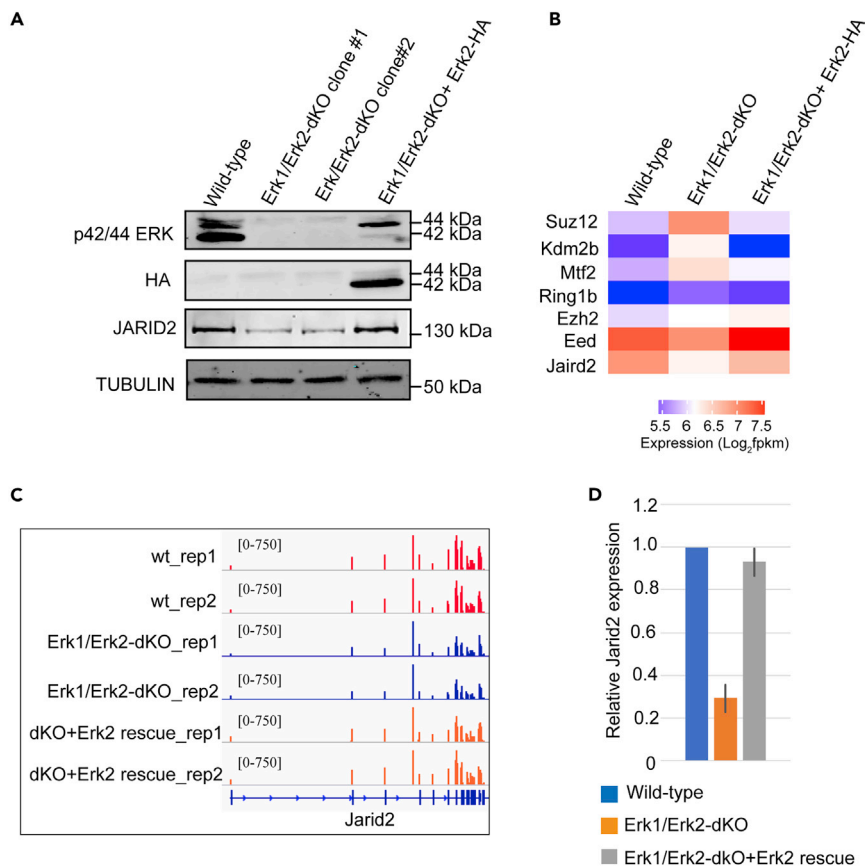 A
Wild-type
Erk1/Erk2-dKO clone #1
Erk/Erk2-dKO clone#2
Erk1/Erk2-dKO+ Erk2-HA
p42/44 ERK
44 kDa
42 kDa
HA
44 kDa
42 kDa
JARID2
130 kDa
TUBULIN
50 kDa
B
Wild-type
Erk1/Erk2-dKO
Erk1/Erk2-dKO+ Erk2-HA
Suz12
Kdm2b
Mtf2
Ring1b
Ezh2
Eed
Jaird2
5.5 6 6.5 7 7.5
Expression (Log2fpkm)
C
wt_rep1 [0-750]
wt_rep2 [0-750]
Erk1/Erk2-dKO_rep1 [0-750]
Erk1/Erk2-dKO_rep2 [0-750]
dKO+Erk2 rescue_rep1 [0-750]
dKO+Erk2 rescue_rep2 [0-750]
Jarid2
D
Relative Jarid2 expression
1.2
1.0
0.8
0.6
0.4
0.2
0
Wild-type
Erk1/Erk2-dKO
Erk1/Erk2-dkO+Erk2 rescue